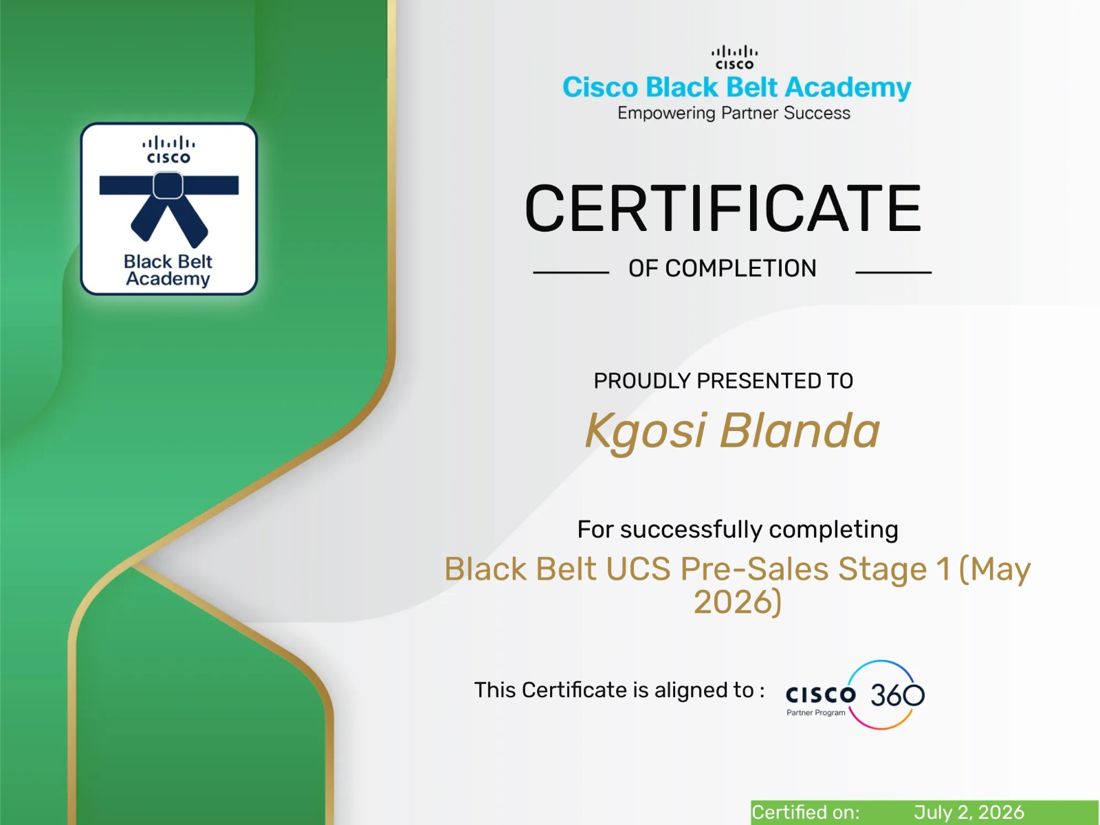 CISCO
Black Belt
Academy
CISCO
Cisco Black Belt Academy
Empowering Partner Success
CERTIFICATE
OF COMPLETION
PROUDLY PRESENTED TO
Kgosi Blanda
For successfully completing
Black Belt UCS Pre-Sales Stage 1 (May
2026)
This Certificate is aligned to :
CISCO 360
Partner Program
Certified on: July 2, 2026